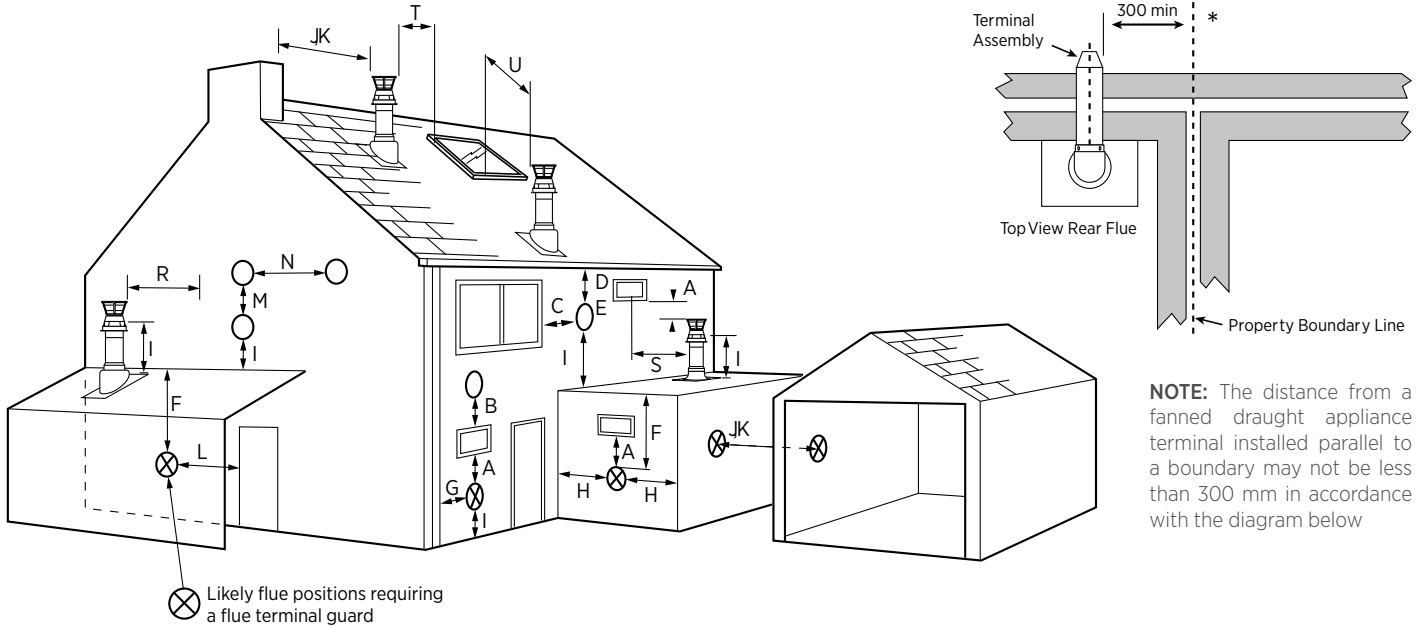 T
JK
U
R
N
M
I
I
F
L
D
E
C
A
I
S
I
B
A
G
I
F
A
H
H
JK
Likely flue positions requiring
a flue terminal guard
Terminal
Assembly
300 min
*
Top View Rear Flue
Property Boundary Line
NOTE: The distance from a
fanned draught appliance
terminal installed parallel to
a boundary may not be less
than 300 mm in accordance
with the diagram below